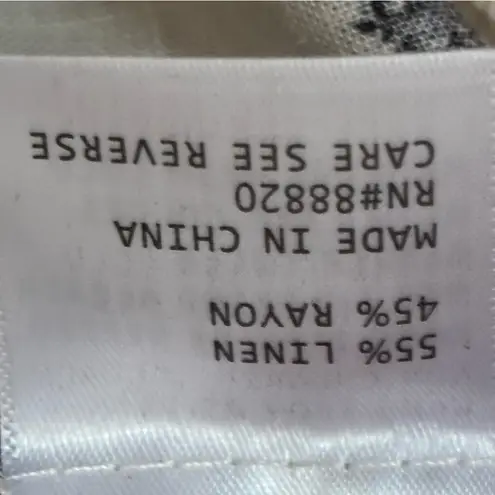 55% LINEN
45% RAYON
MADE IN CHINA
RN#88820
CARE SEE REVERSE